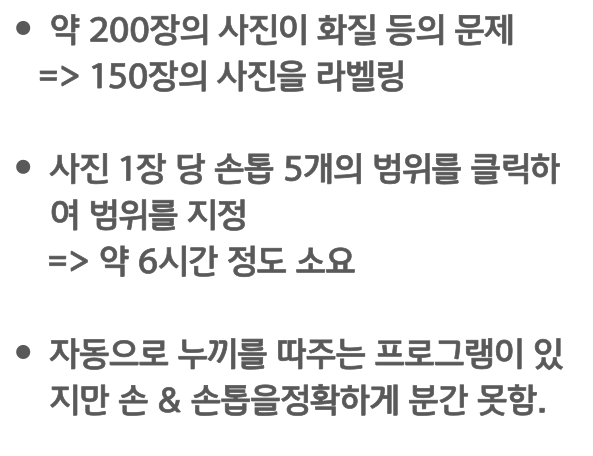 • 약 200장의 사진이 화질 등의 문제
=> 150장의 사진을 라벨링
• 사진 1장 당 손톱 5개의 범위를 클릭하
여 범위를 지정
=> 약 6시간 정도 소요
• 자동으로 누끼를 따주는 프로그램이 있
지만 손 & 손톱을정확하게 분간 못함.